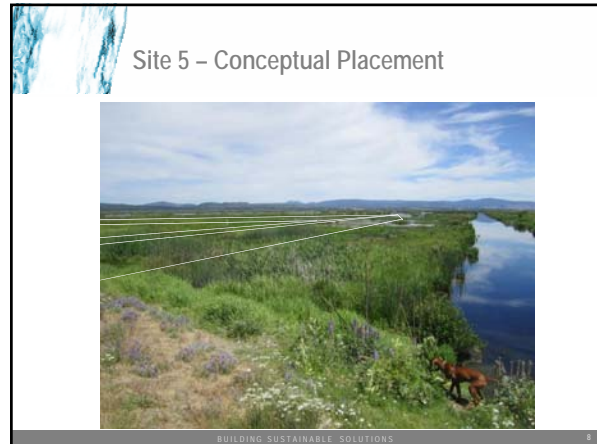 Site 5 – Conceptual Placement
BUILDING SUSTAINABLE SOLUTIONS 8